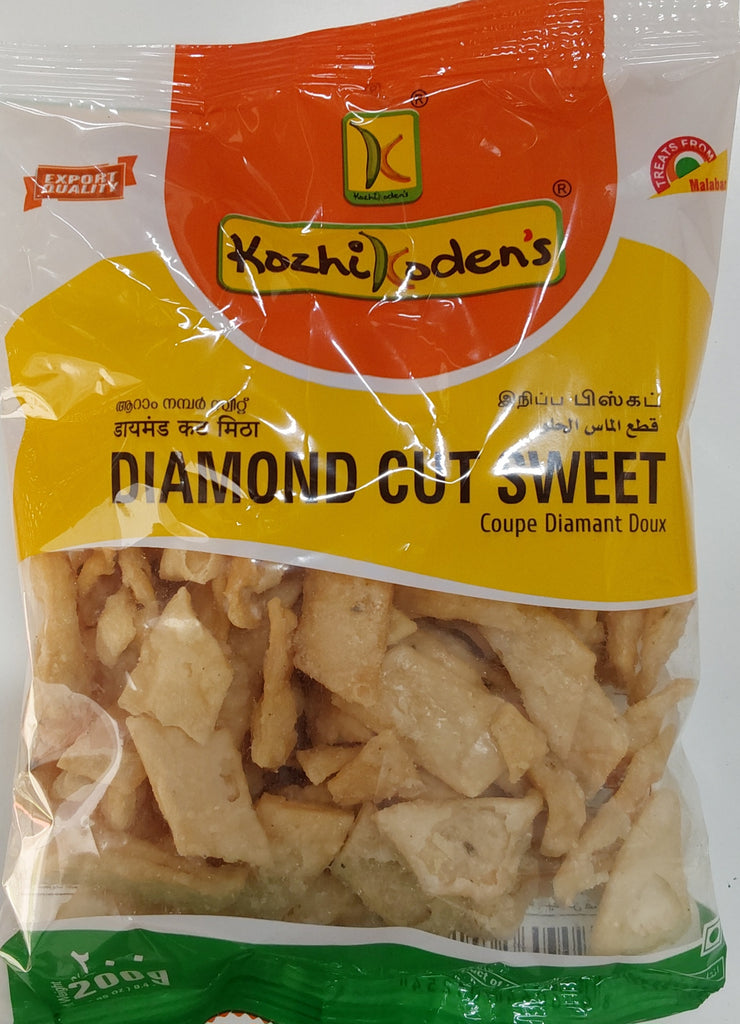 ®
KozhiKoden's
EXPORT
QUALITY
TREATS FROM
Malabar
®
KozhiKoden's
ആറാം നമ്പർ സ്വീറ്റ്
இனிப்பு பிஸ்கட்
डायमंड कट मिठा
قطع الماس الحلو
DIAMOND CUT SWEET
Coupe Diamant Doux
٢٠٠
200g